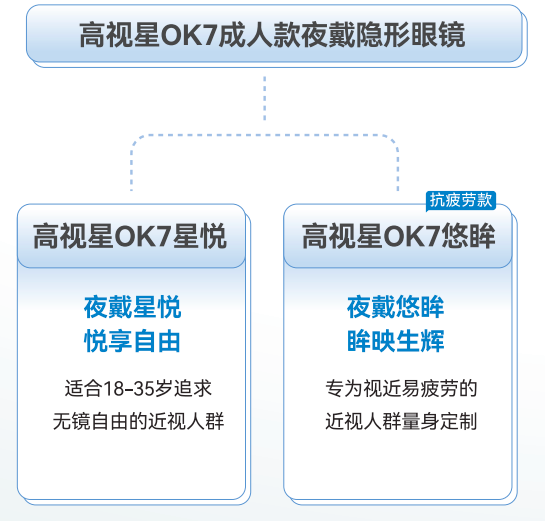 高视星OK7成人款夜戴隐形眼镜
高视星OK7星悦
夜戴星悦
悦享自由
适合18-35岁追求
无镜自由的近视人群
抗疲劳款
高视星OK7悠眸
夜戴悠眸
眸映生辉
专为视近易疲劳的
近视人群量身定制